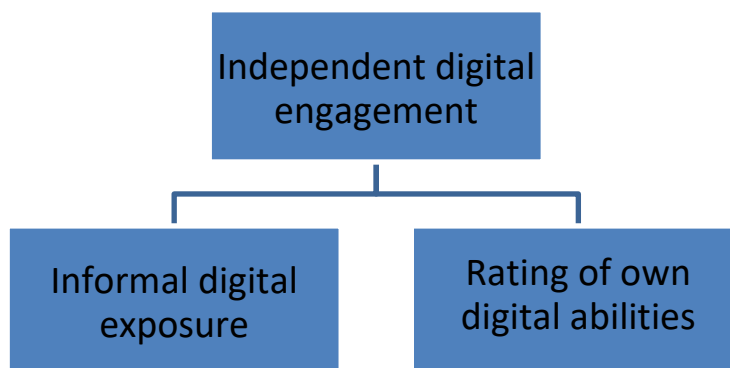 Independent digital
engagement
Informal digital
exposure
Rating of own
digital abilities